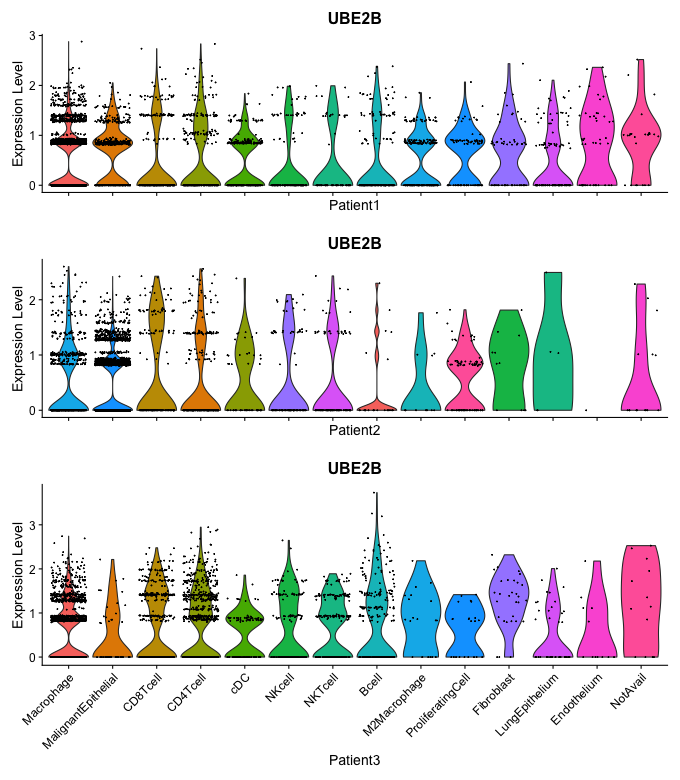 UBE2B
Expression Level
3
2
1
0
Patient1
UBE2B
Expression Level
2
1
0
Patient2
UBE2B
Expression Level
3
2
1
0
Macrophage
MalignantEpithelial
CD8Tcell
CD4Tcell
cDC
NKcell
NKTcell
Bcell
M2Macrophage
ProliferatingCell
Fibroblast
LungEpithelium
Endothelium
NotAvail
Patient3